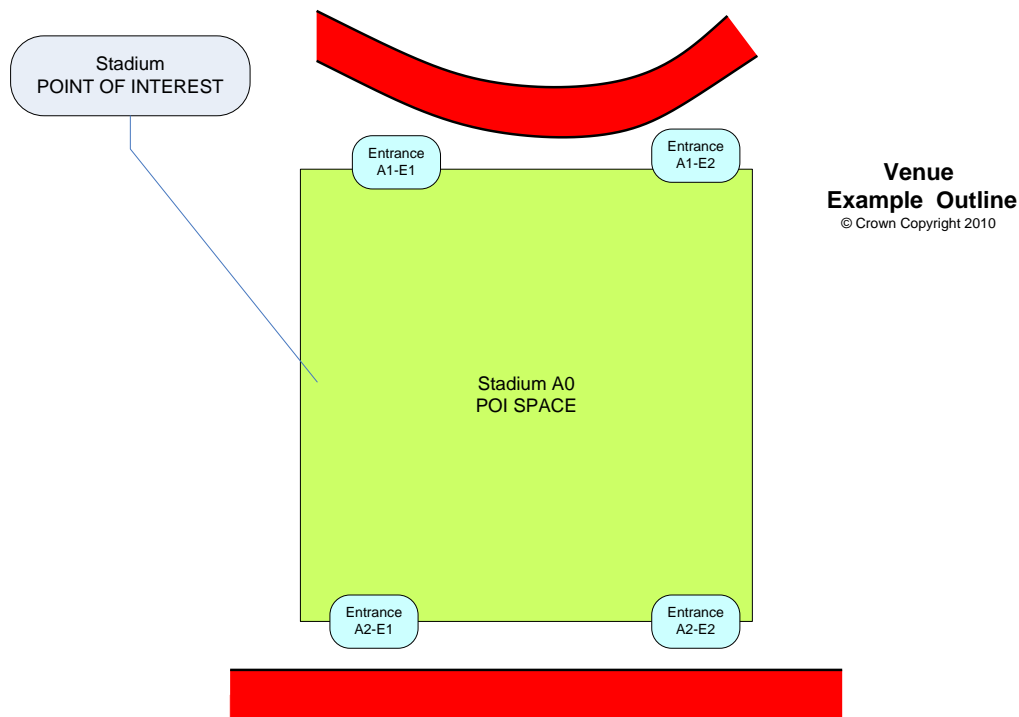 Stadium
POINT OF INTEREST
Entrance
A1-E1
Entrance
A1-E2
Venue
Example Outline
© Crown Copyright 2010
Stadium A0
POI SPACE
Entrance
A2-E1
Entrance
A2-E2